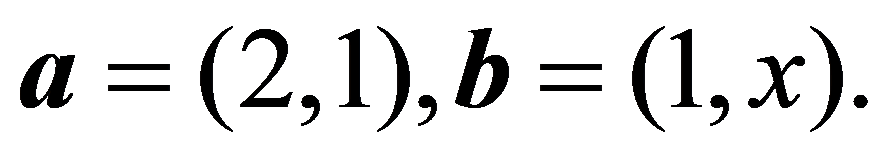 a = (2,1), b = (1, x).